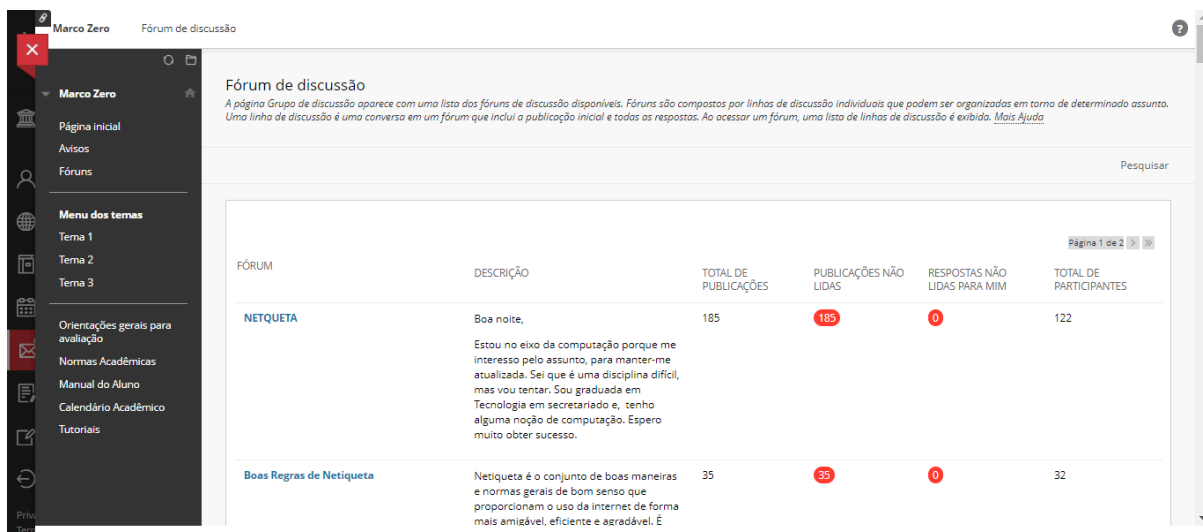 Marco Zero
Fórum de discussão
Marco Zero
Página inicial
Avisos
Fóruns
Menu dos temas
Tema 1
Tema 2
Tema 3
Orientações gerais para
avaliação
Normas Acadêmicas
Manual do Aluno
Calendário Acadêmico
Tutoriais
Fórum de discussão
A página Grupo de discussão aparece com uma lista dos fóruns de discussão disponíveis. Fóruns são compostos por linhas de discussão individuais que podem ser organizadas em torno de determinado assunto.
Uma linha de discussão é uma conversa em um fórum que inclui a publicação inicial e todas as respostas. Ao acessar um fórum, uma lista de linhas de discussão é exibida. Mais Ajuda
Pesquisar
Página 1 de 2
FÓRUM
DESCRIÇÃO
TOTAL DE
PUBLICAÇÕES
PUBLICAÇÕES NÃO
LIDAS
RESPOSTAS NÃO
LIDAS PARA MIM
TOTAL DE
PARTICIPANTES
NETQUETA
Boa noite,
Estou no eixo da computação porque me
interesso pelo assunto, para manter-me
atualizada. Sei que é uma disciplina difícil,
mas vou tentar. Sou graduada em
Tecnologia em secretariado e, tenho
alguma noção de computação. Espero
muito obter sucesso.
185
185
0
122
Boas Regras de Netiqueta
Netiqueta é o conjunto de boas maneiras
e normas gerais de bom senso que
proporcionam o uso da internet de forma
mais amigável, eficiente e agradável. É
35
35
0
32